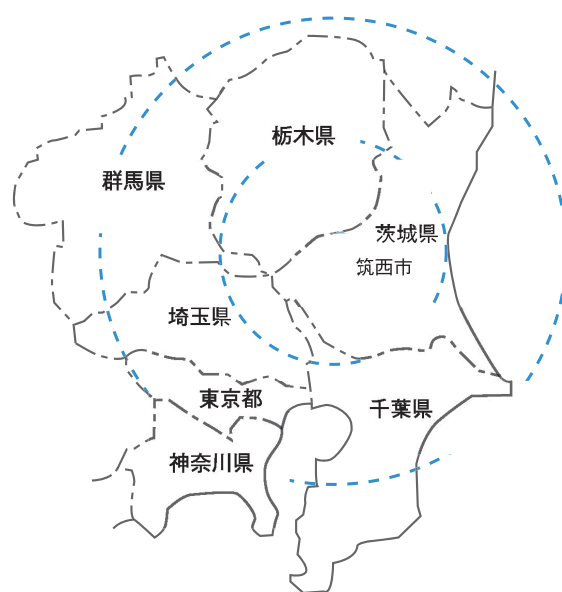 栃木県
群馬県
茨城県
筑西市
埼玉県
東京都
千葉県
神奈川県